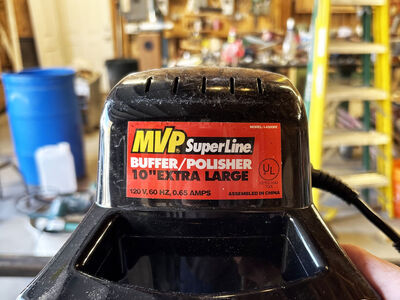 MVP SuperLine®
BUFFER/POLISHER
10" EXTRA LARGE
120 V, 60 HZ, 0.65 AMPS
UL
ASSEMBLED IN CHINA